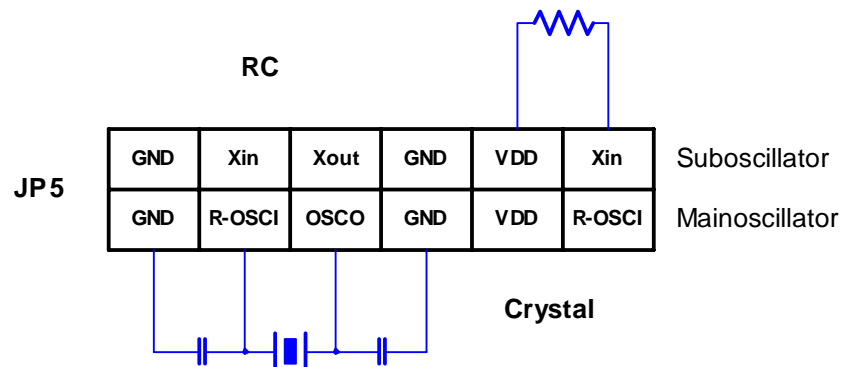 RC
GND Xin Xout GND VDD Xin Suboscillator
JP5
GND R-OSCI OSCO GND VDD R-OSCI Mainoscillator
Crystal